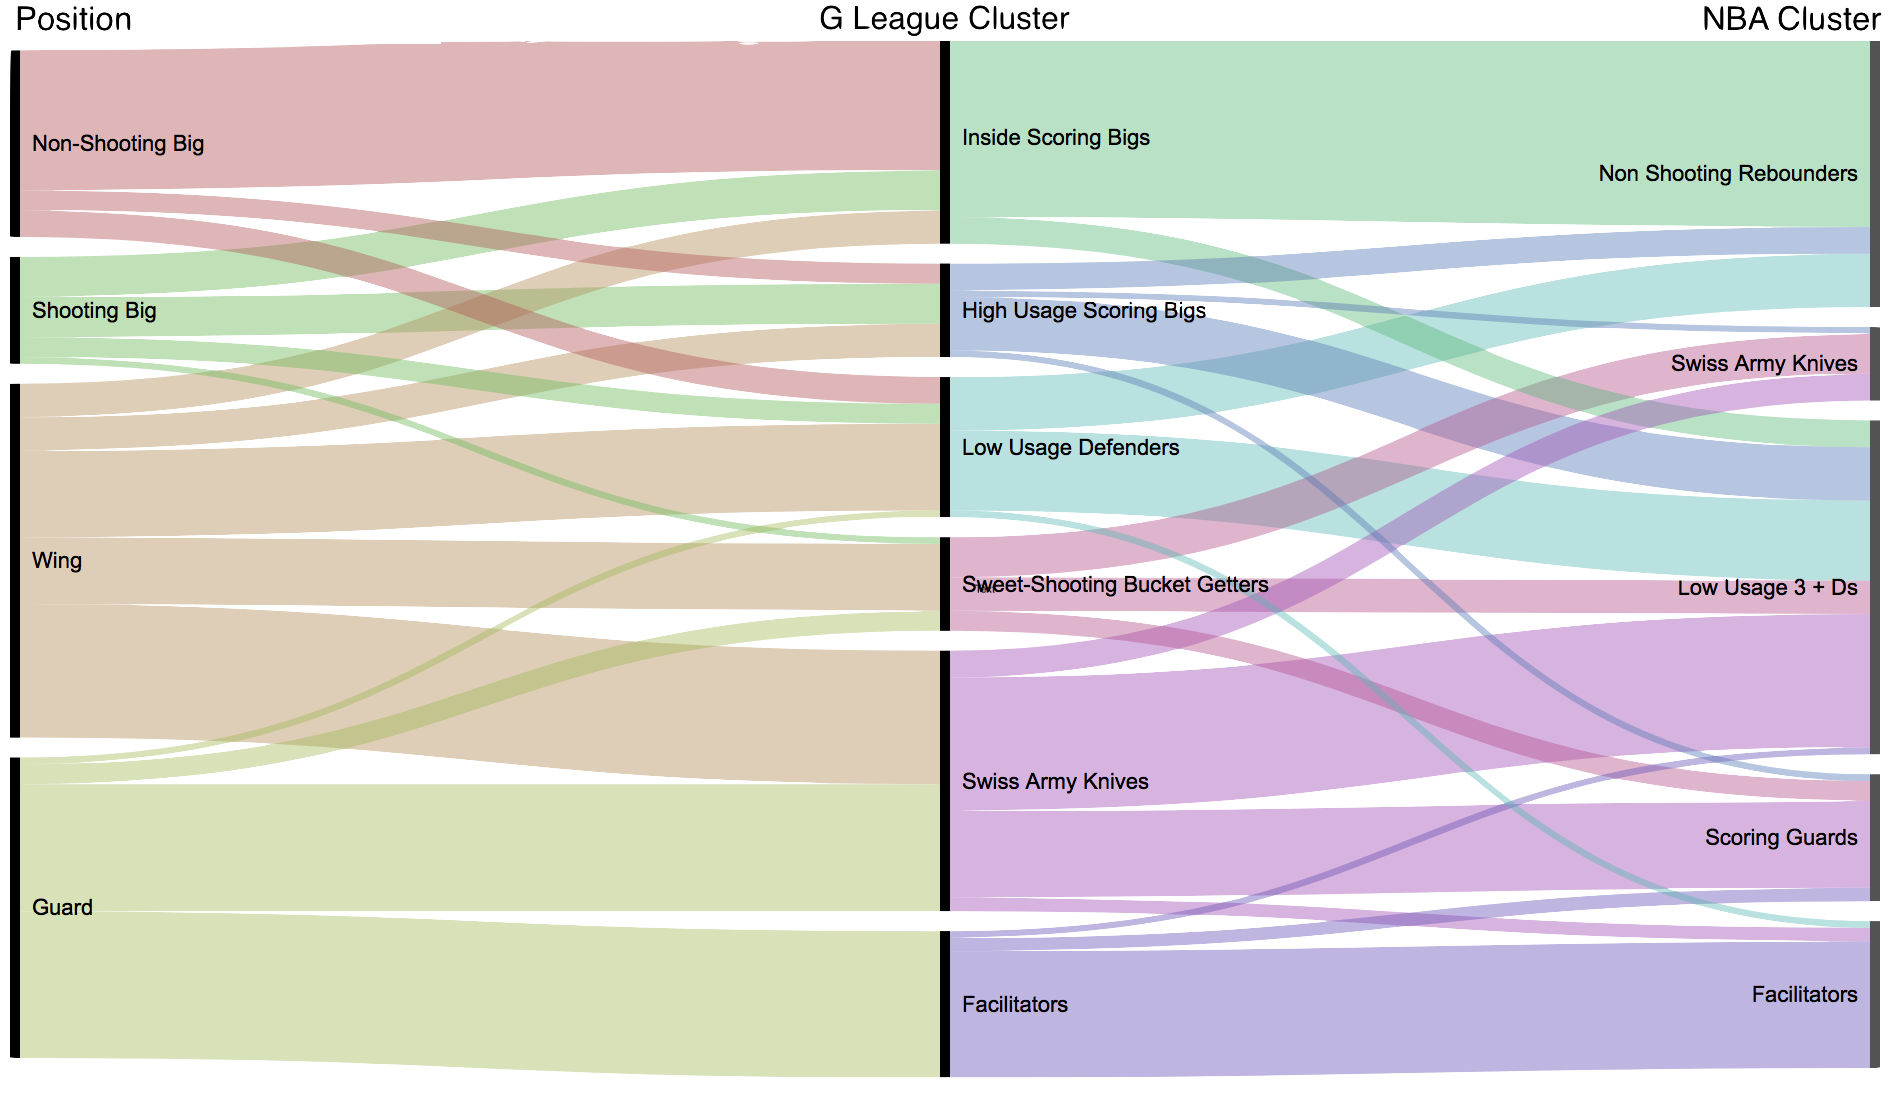 Position
G League Cluster
NBA Cluster
Non-Shooting Big
Shooting Big
Wing
Guard
Inside Scoring Bigs
High Usage Scoring Bigs
Low Usage Defenders
Sweet-Shooting Bucket Getters
Swiss Army Knives
Facilitators
Non Shooting Rebounders
Swiss Army Knives
Low Usage 3 + Ds
Scoring Guards
Facilitators